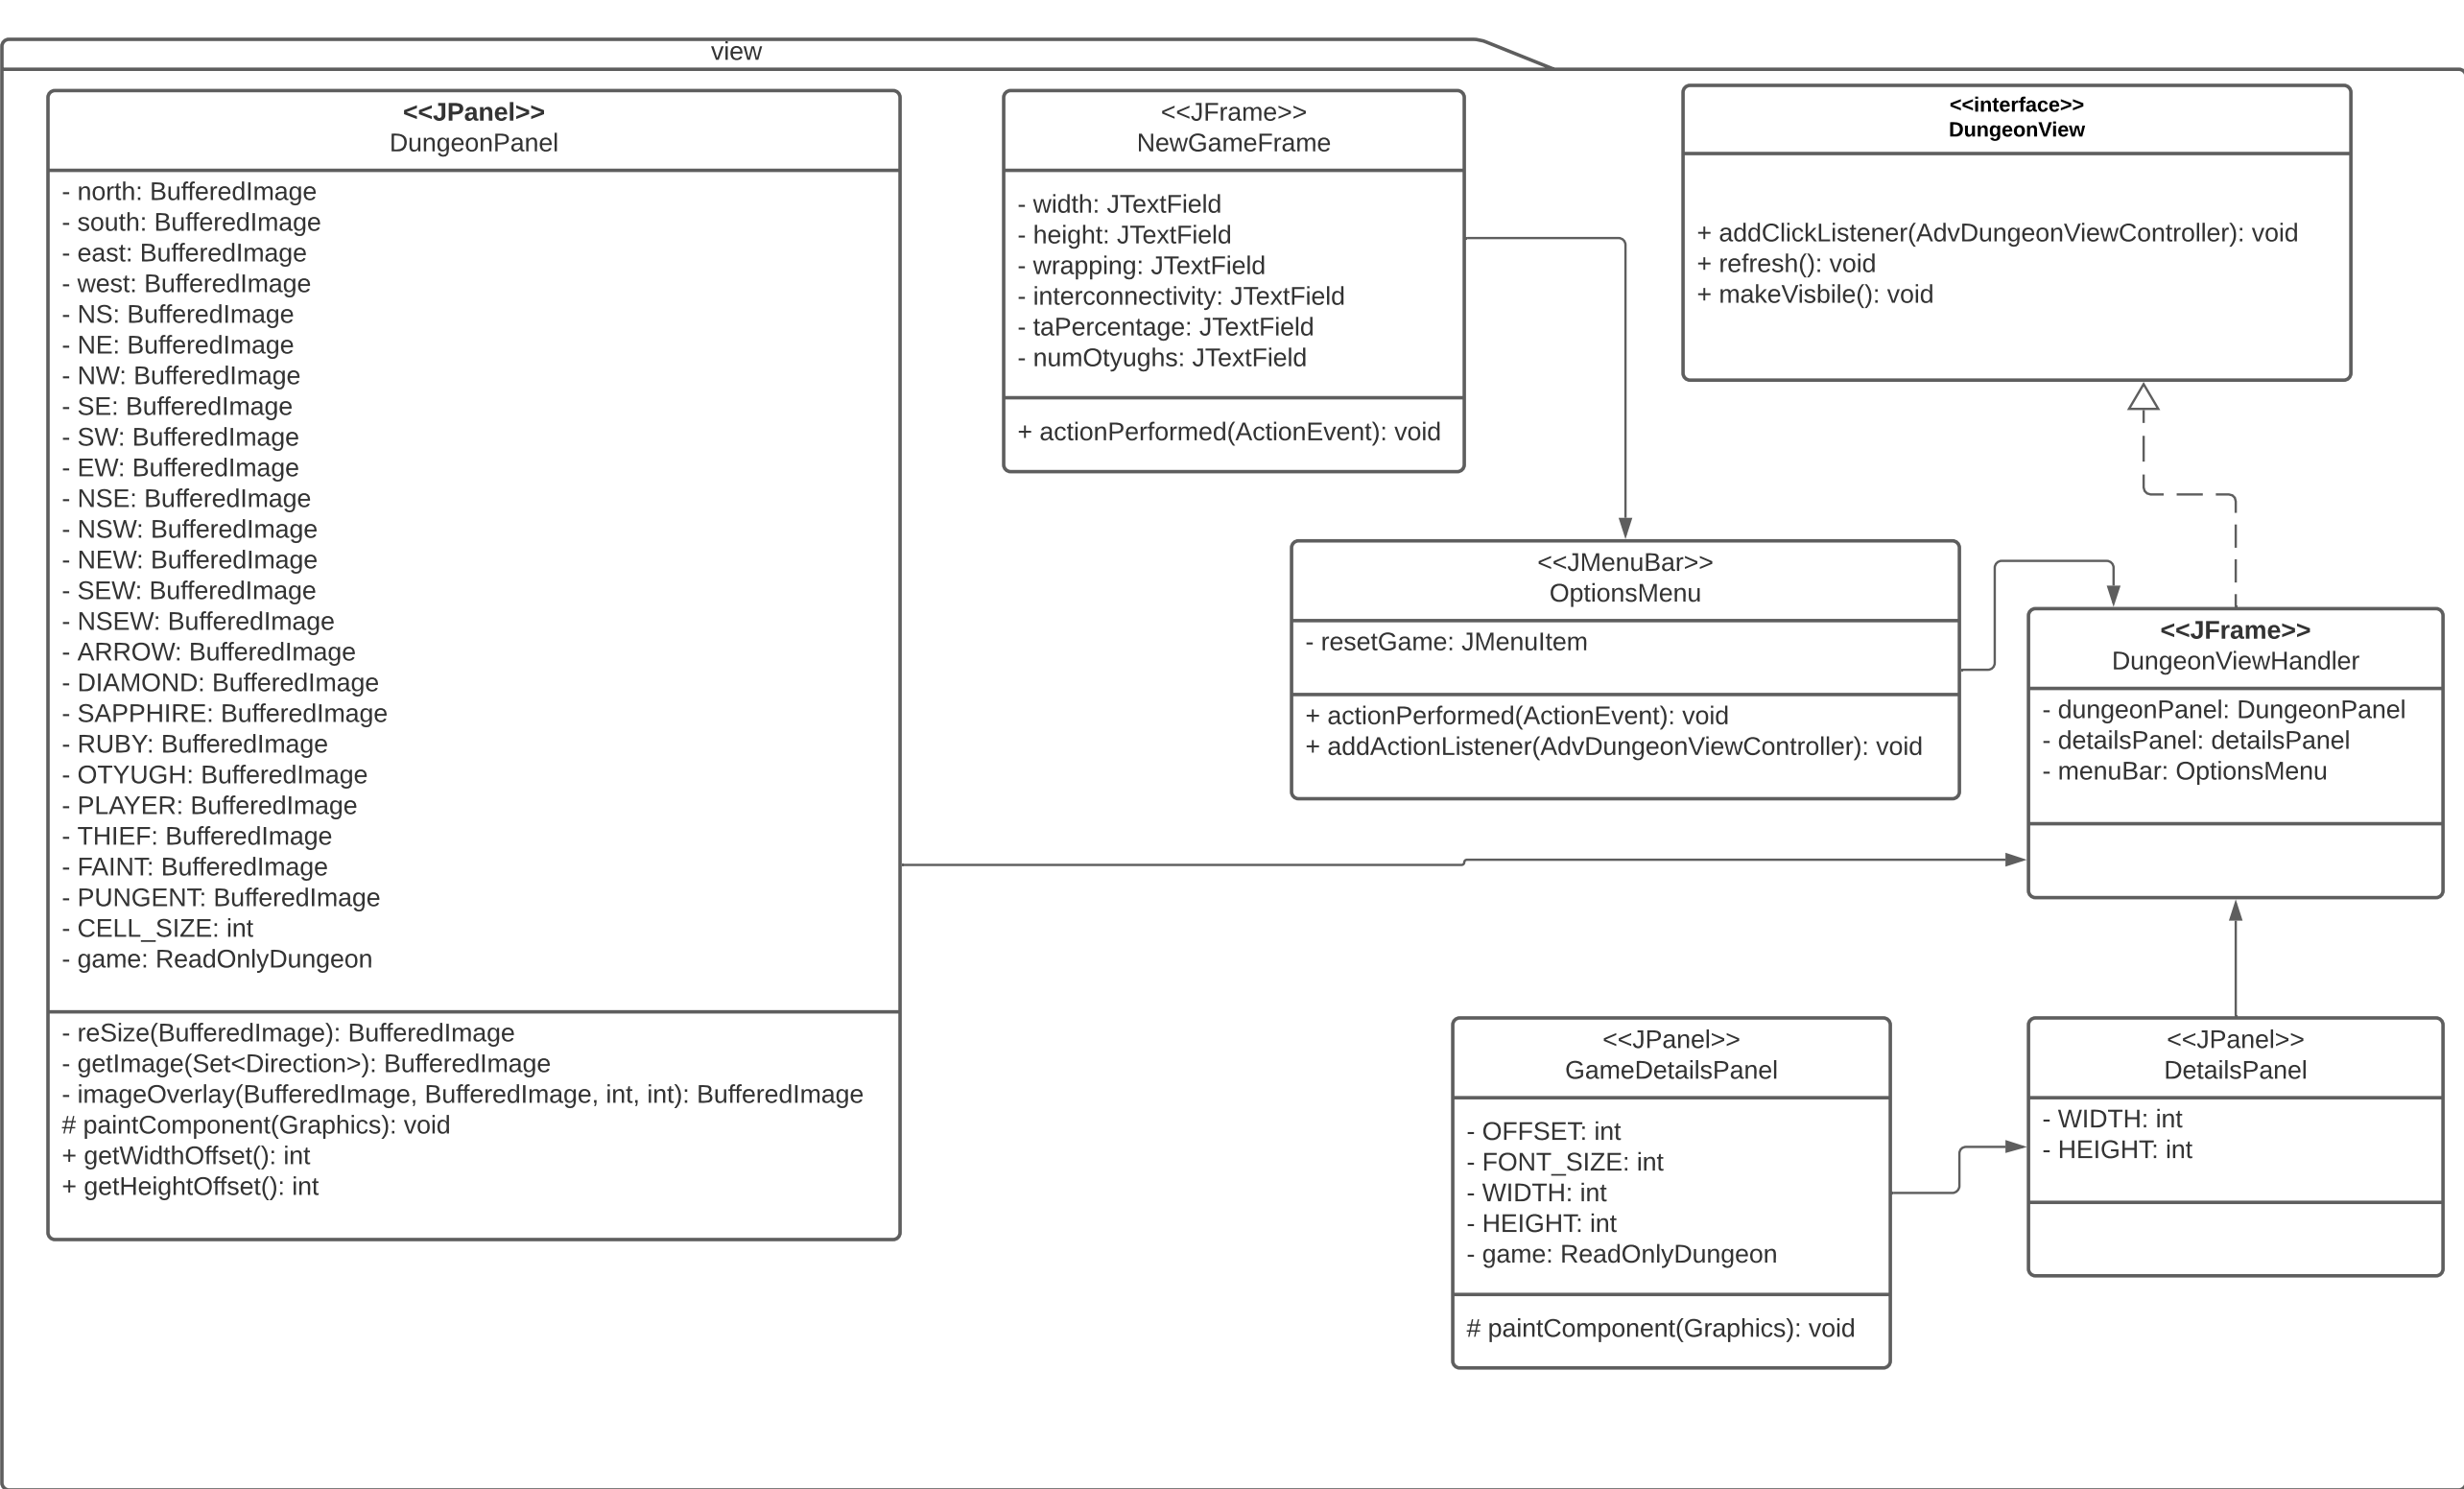 view
<<JPanel>>
DungeonPanel
- north: BufferedImage
- south: BufferedImage
- east: BufferedImage
- west: BufferedImage
- NS: BufferedImage
- NE: BufferedImage
- NW: BufferedImage
- SE: BufferedImage
- SW: BufferedImage
- EW: BufferedImage
- NSE: BufferedImage
- NSW: BufferedImage
- NEW: BufferedImage
- SEW: BufferedImage
- NSEW: BufferedImage
- ARROW: BufferedImage
- DIAMOND: BufferedImage
- SAPPHIRE: BufferedImage
- RUBY: BufferedImage
- OTYUGH: BufferedImage
- PLAYER: BufferedImage
- THIEF: BufferedImage
- FAINT: BufferedImage
- PUNGENT: BufferedImage
- CELL_SIZE: int
- game: ReadOnlyDungeon
- reSize(BufferedImage): BufferedImage
- getImage(Set<Direction>): BufferedImage
- imageOverlay(BufferedImage, BufferedImage, int, int): BufferedImage
# paintComponent(Graphics): void
+ getWidthOffset(): int
+ getHeightOffset(): int
<<JFrame>>
NewGameFrame
- width: JTextField
- height: JTextField
- wrapping: JTextField
- interconnectivity: JTextField
- taPercentage: JTextField
- numOtyughs: JTextField
+ actionPerformed(ActionEvent): void
<<interface>>
DungeonView
+ addClickListener(AdvDungeonViewController): void
+ refresh(): void
+ makeVisbile(): void
<<JMenuBar>>
OptionsMenu
- resetGame: JMenuItem
+ actionPerformed(ActionEvent): void
+ addActionListener(AdvDungeonViewController): void
<<JFrame>>
DungeonViewHandler
- dungeonPanel: DungeonPanel
- detailsPanel: detailsPanel
- menuBar: OptionsMenu
<<JPanel>>
GameDetailsPanel
- OFFSET: int
- FONT_SIZE: int
- WIDTH: int
- HEIGHT: int
- game: ReadOnlyDungeon
# paintComponent(Graphics): void
<<JPanel>>
DetailsPanel
- WIDTH: int
- HEIGHT: int